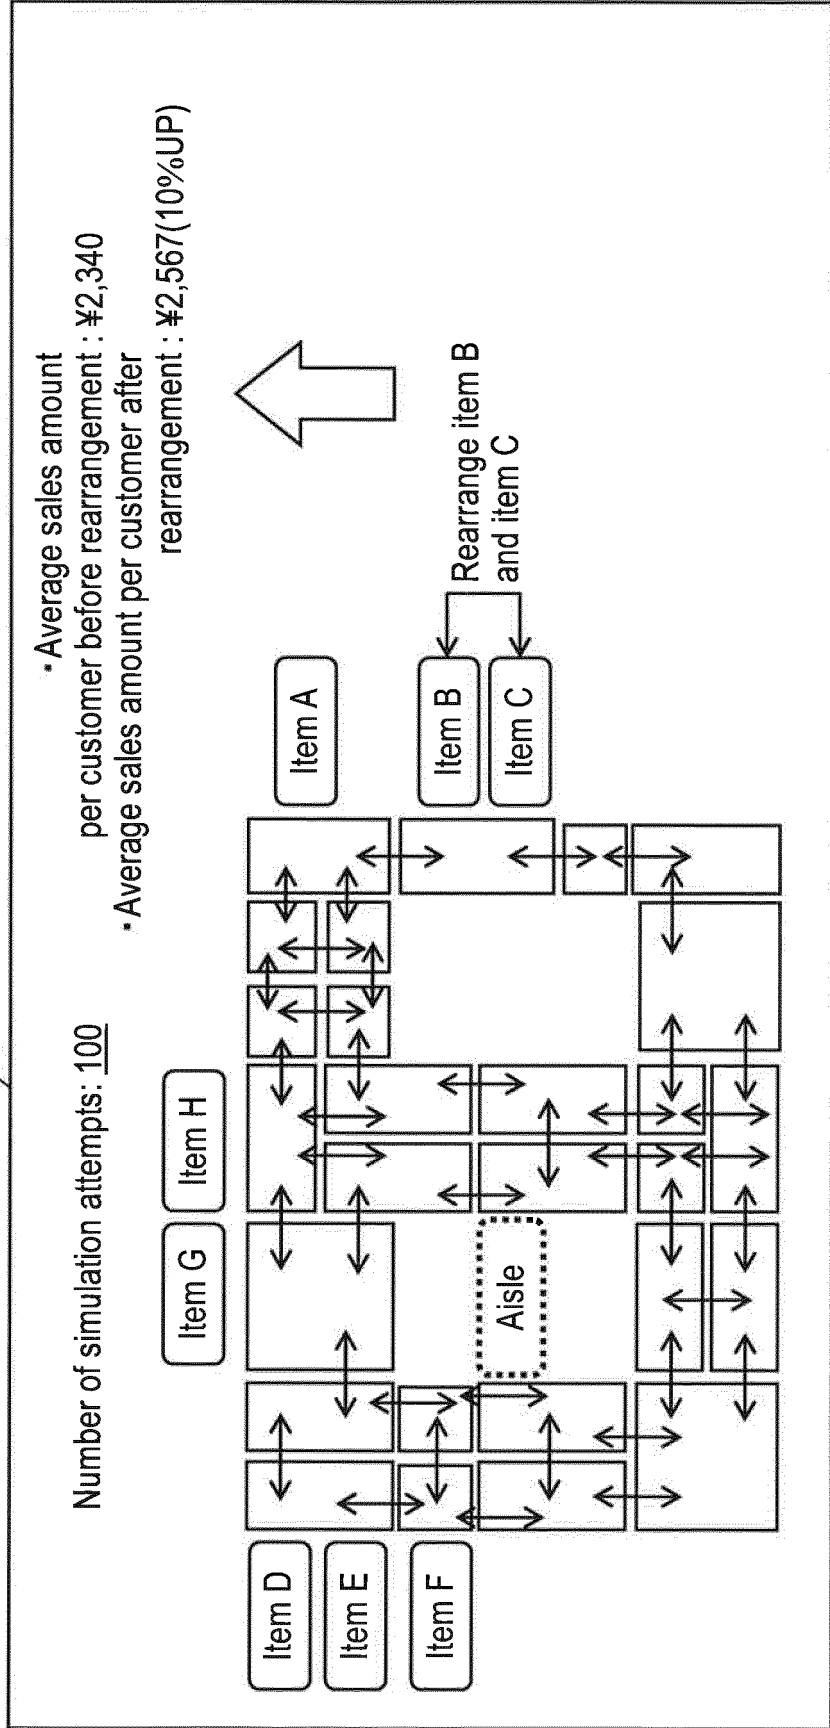 Number of simulation attempts: 100
・Average sales amount
per customer before rearrangement : ¥2,340
・Average sales amount per customer after
rearrangement : ¥2,567(10%UP)
Item G
Item H
Item D
Item E
Item F
Aisle
Item A
Item B
Item C
Rearrange item B
and item C